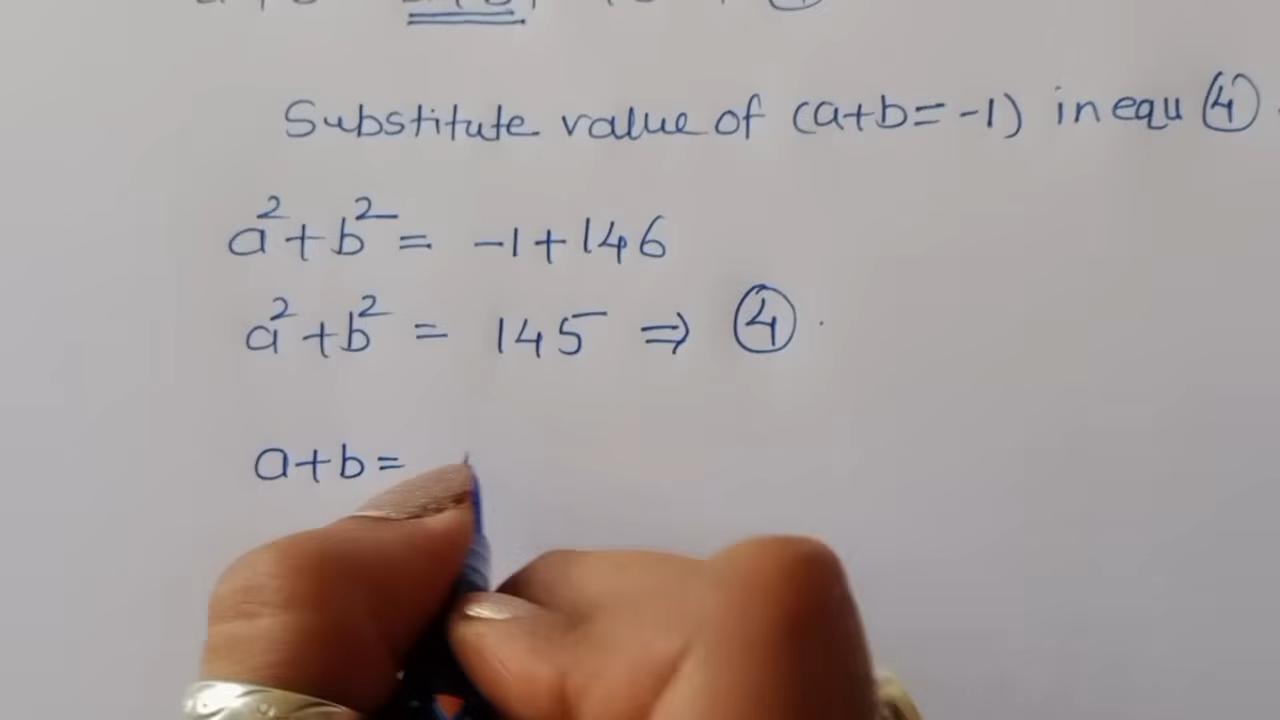 Substitute value of (a+b=-1) in equ ④
a²+b² = -1+146
a²+b² = 145 ⇒ ④
a+b=